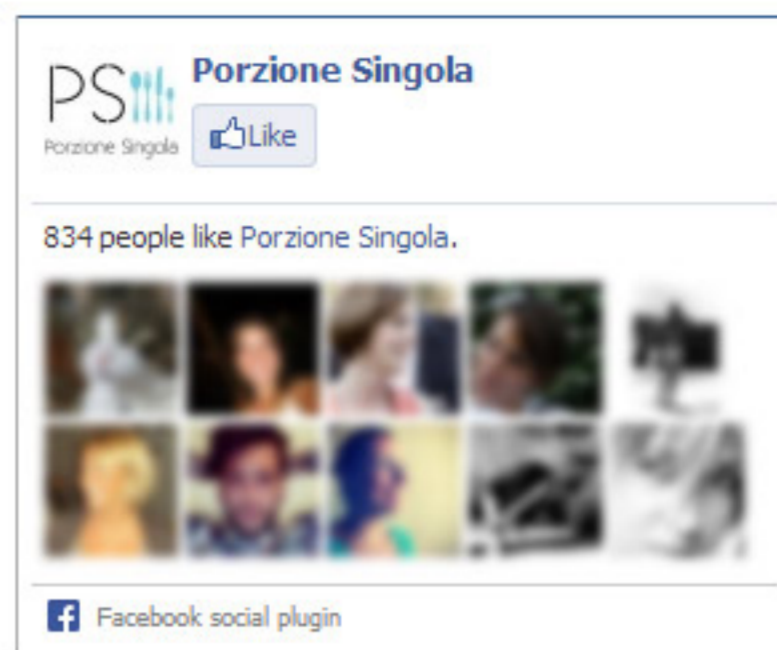 PS
Porzione Singola
Porzione Singola
Like
834 people like Porzione Singola.
Facebook social plugin